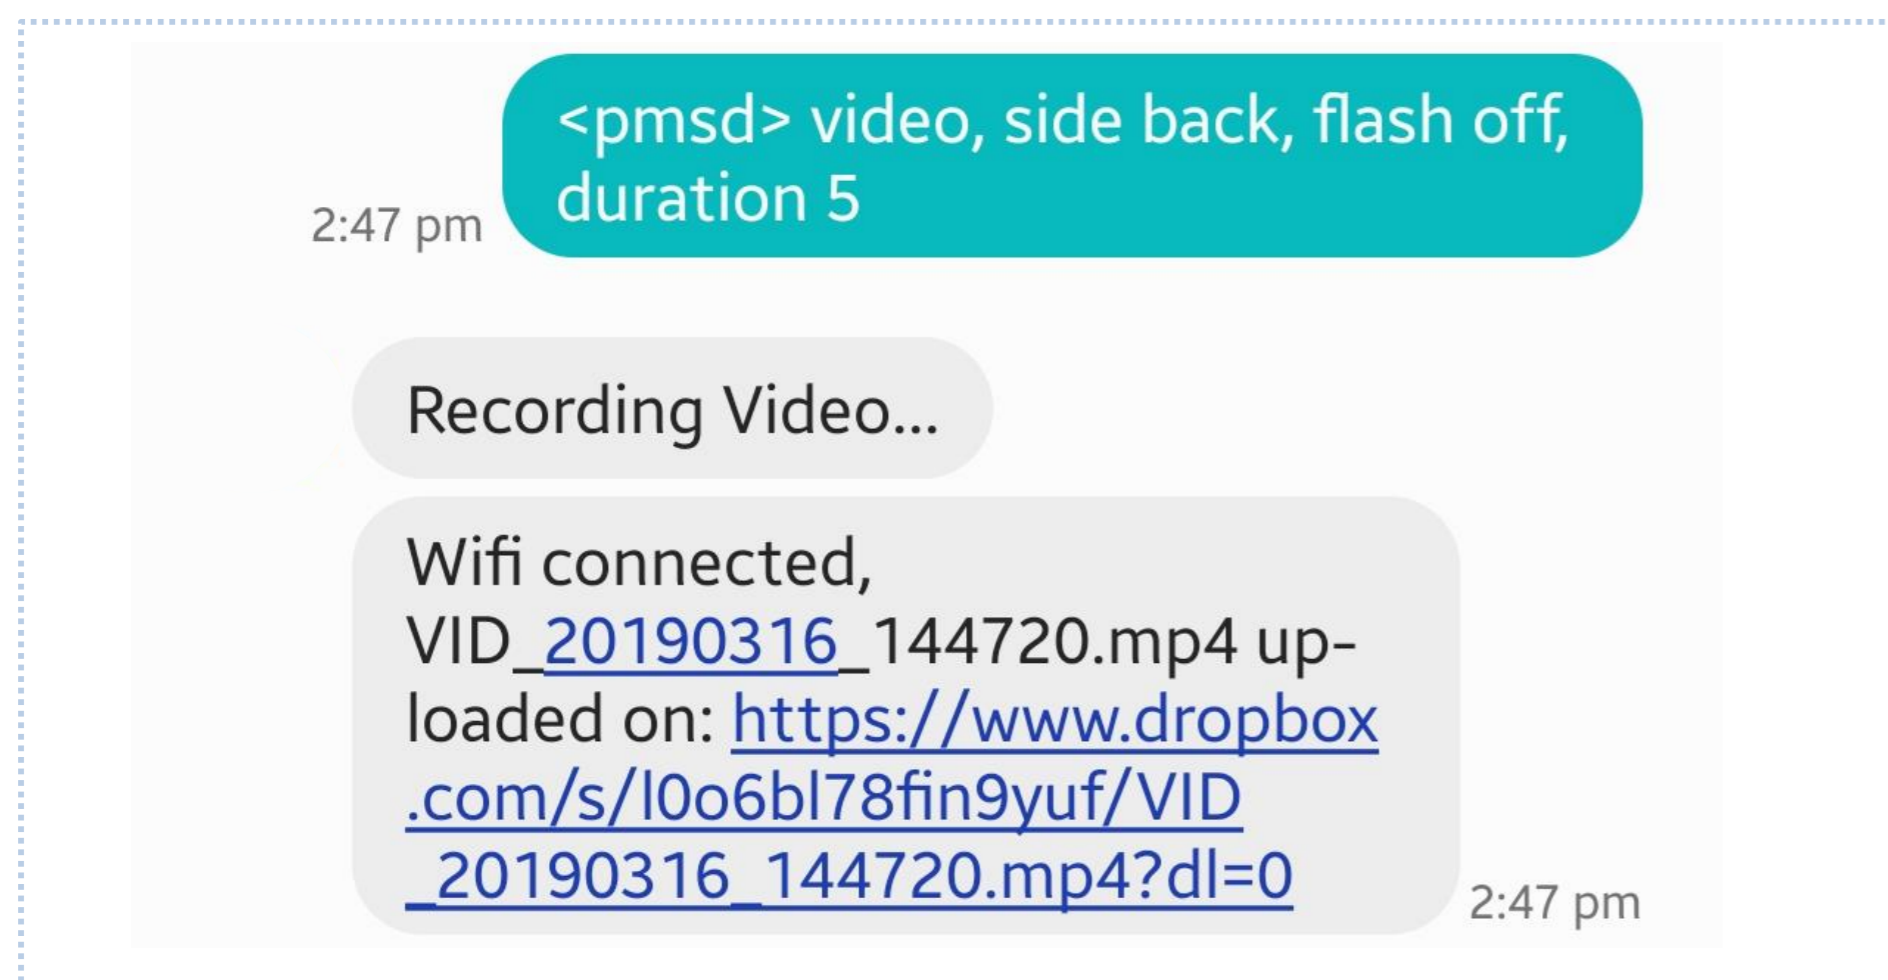 <pmsd> video, side back, flash off,
duration 5
2:47 pm
Recording Video...
Wifi connected,
VID_20190316_144720.mp4 up-
loaded on: https://www.dropbox
.com/s/l0o6bl78fin9yuf/VID
_20190316_144720.mp4?dl=0
2:47 pm